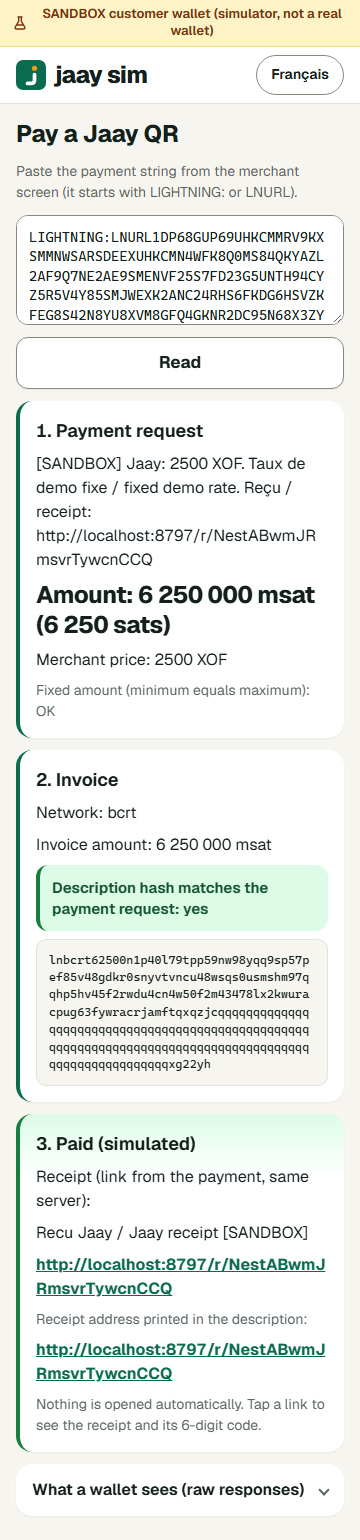 SANDBOX customer wallet (simulator, not a real
wallet)
jaay sim
Français
Pay a Jaay QR
Paste the payment string from the merchant
screen (it starts with LIGHTNING: or LNURL).
LIGHTNING:LNURL1DP68GUP69UHKCMMRV9KX
SMMNWSARSDEEXUHKCMN4WFK8Q0MS84QKYAZL
2AF9Q7NE2AE9SMENVF25S7FD23G5UNTH94CY
Z5R5V4Y85SMJWEXK2ANC24RHS6FKDG6HSVZK
FEG8S42N8YU8XVM8GFQ4GKNR2DC95N68X3ZY
Read
1. Payment request
[SANDBOX] Jaay: 2500 XOF. Taux de
demo fixe / fixed demo rate. Reçu /
receipt:
http://localhost:8797/r/NestABwmJR
msvrTywcnCCQ
Amount: 6 250 000 msat
(6 250 sats)
Merchant price: 2500 XOF
Fixed amount (minimum equals maximum):
OK
2. Invoice
Network: bcrt
Invoice amount: 6 250 000 msat
Description hash matches the
payment request: yes
lnbcrt62500n1p40l79tpp59nw98yqq9sp57p
ef85v48gdkr0snyvtvncu48wsqs0usmshm97q
qhp5hv45f2rwdu4cn4w50f2m43478lx2kwura
cpug63fywracrjamftqxqzjcqqqqqqqqqqqqq
qqqqqqqqqqqqqqqqqqqqqqqqqqqqqqqqqqqqq
qqqqqqqqqqqqqqqqqqqqqqqqqqqqqqqqqqqqq
qqqqqqqqqqqqqqqqqxg22yh
3. Paid (simulated)
Receipt (link from the payment, same
server):
Recu Jaay / Jaay receipt [SANDBOX]
http://localhost:8797/r/NestABwmJ
RmsvrTywcnCCQ
Receipt address printed in the description:
http://localhost:8797/r/NestABwmJ
RmsvrTywcnCCQ
Nothing is opened automatically. Tap a link to
see the receipt and its 6-digit code.
What a wallet sees (raw responses)